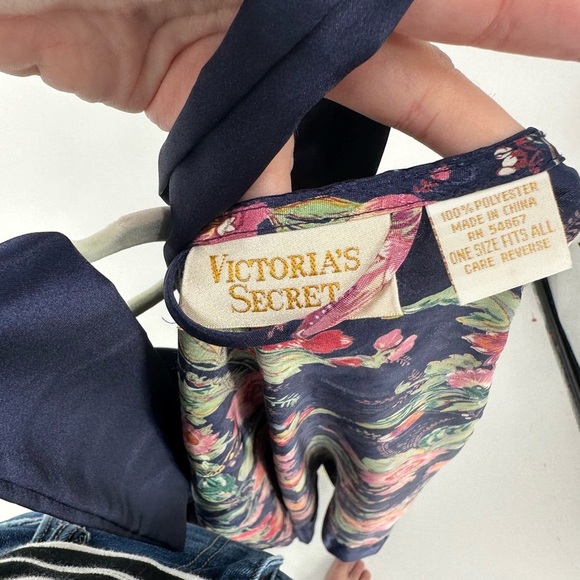 VICTORIA'S
SECRET
100% POLYESTER
MADE IN CHINA
RN 54867
ONE SIZE FITS ALL
CARE REVERSE